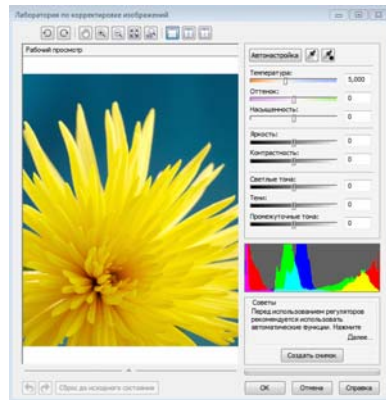 Лаборатория по корректировке изображений
Рабочий просмотр
Автонастройка
Температура:
5,000
Оттенок:
0
Насыщенность:
0
Яркость:
0
Контрастность:
0
Светлые тона:
0
Тени:
0
Промежуточные тона:
0
Советы
Перед использованием регуляторов
рекомендуется использовать
автоматические функции. Нажмите
Далее...
Создать снимок
Сброс до исходного состояния
OK
Отмена
Справка